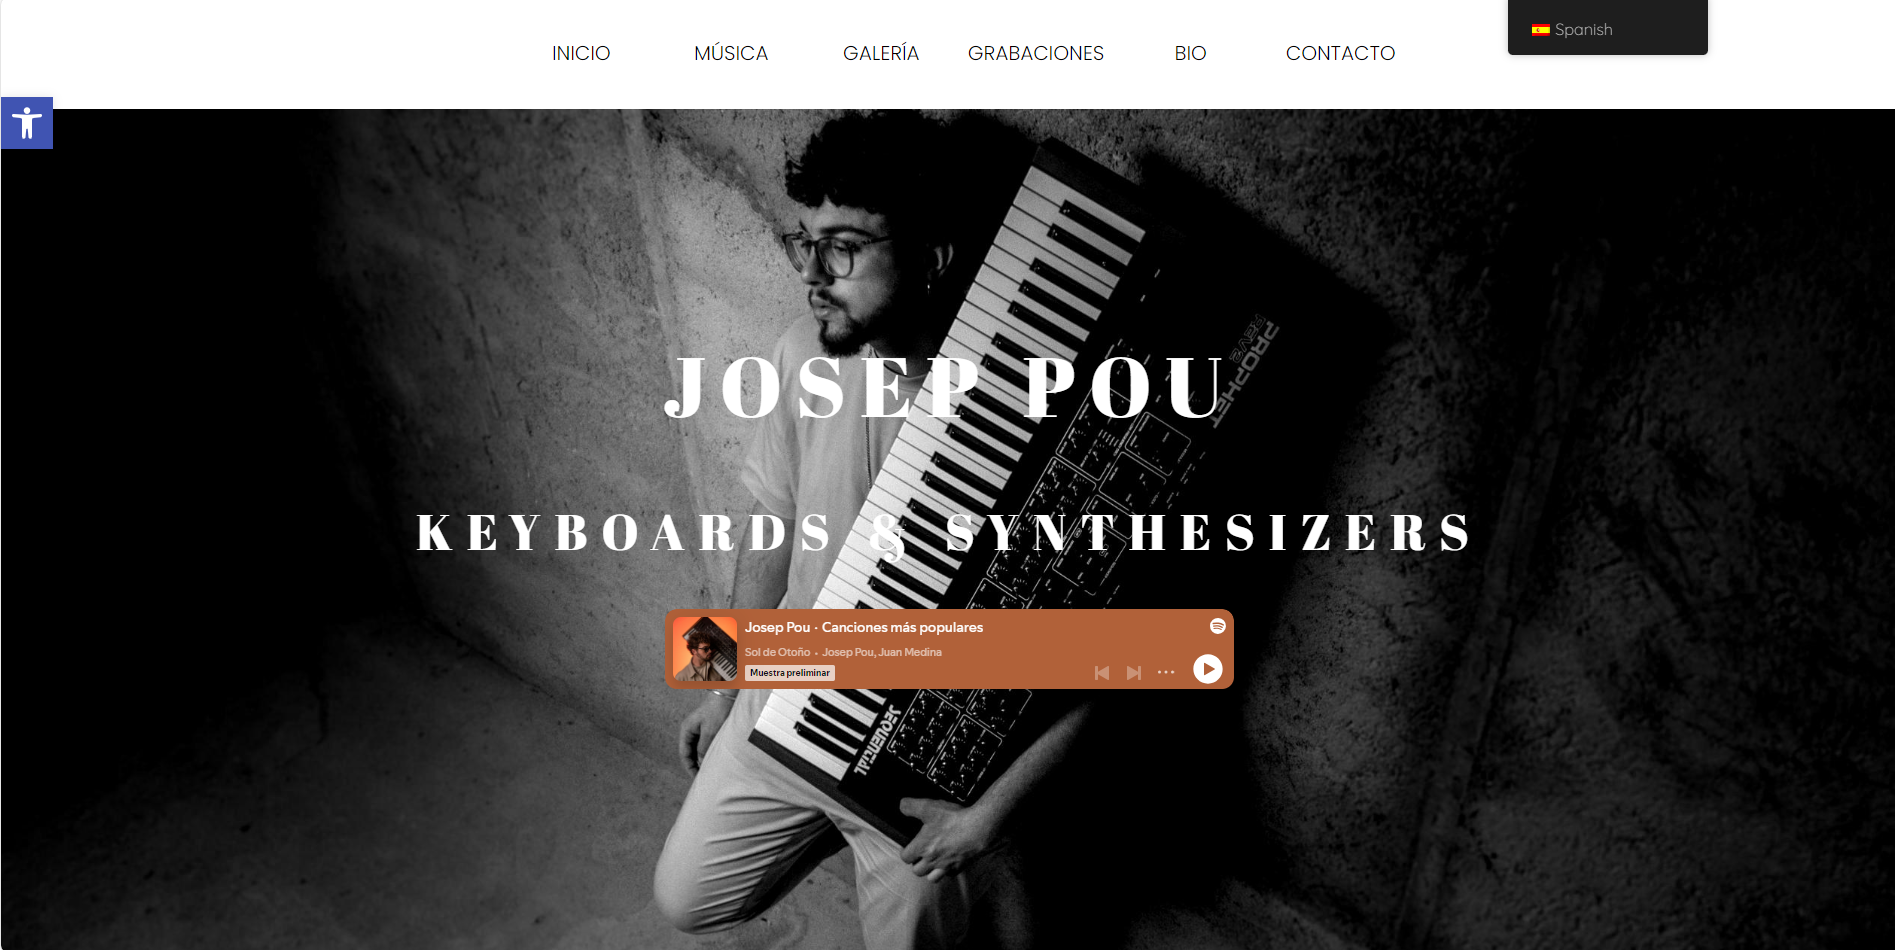 INICIO MÚSICA GALERÍA GRABACIONES BIO CONTACTO
Spanish
PROPHET
REV2
JOSEP POU
KEYBOARDS & SYNTHESIZERS
Josep Pou · Canciones más populares
Sol de Otoño • Josep Pou, Juan Medina
Muestra preliminar
SEQUENTIAL